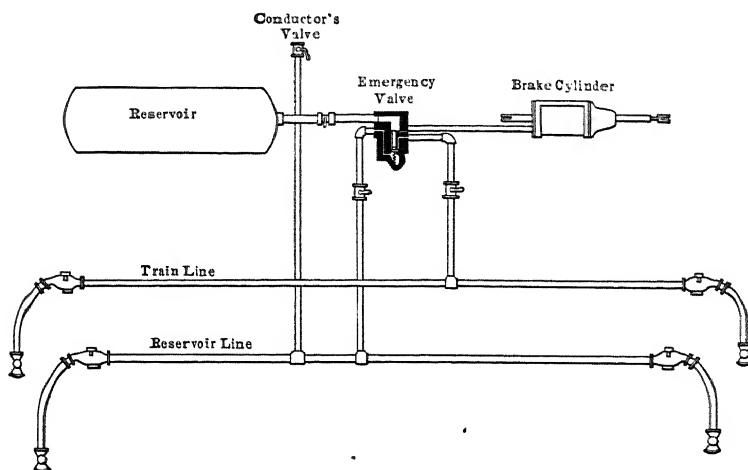 Conductor's
Valve
Emergency
Valve
Brake Cylinder
Reservoir
Train Line
Reservoir Line